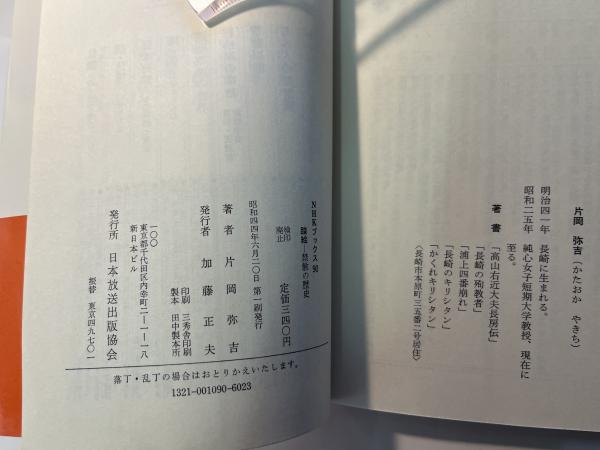 片岡 弥吉(かたおか やきち)
明治四一年 長崎に生まれる。
昭和二五年 純心女子短期大学教授、現在に
至る。
著書
「高山右近大夫長房伝」
「長崎の殉教者」
「浦上四番崩れ」
「長崎のキリシタン」
「かくれキリシタン」
〈長崎市本原町三五番二号居住〉
NHKブックス90
踏絵―禁教の歴史
検印
廃止
定価三四〇円
昭和四四年六月二〇日 第一刷発行
著者 片岡弥吉
発行者 加藤正夫
印刷 三秀舎印刷
製本 田中製本所
一〇〇
東京都千代田区内幸町二―一―一八
新日本ビル
発行所 日本放送出版協会
振替 東京四九七〇一
落丁・乱丁の場合はおとりかえいたします。
1321-001090-6023